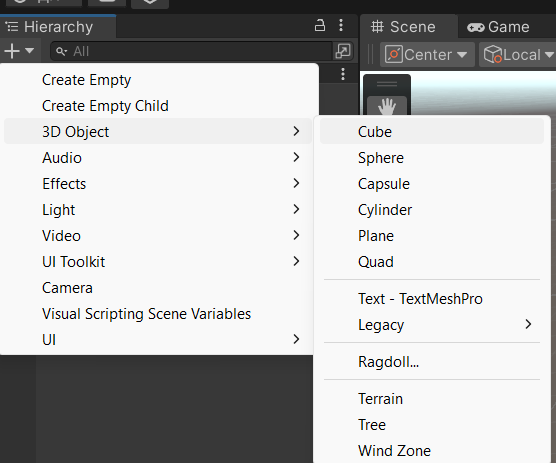 Hierarchy
Scene
Game
All
Center
Local
Create Empty
Create Empty Child
3D Object
Audio
Effects
Light
Video
UI Toolkit
Camera
Visual Scripting Scene Variables
UI
Cube
Sphere
Capsule
Cylinder
Plane
Quad
Text - TextMeshPro
Legacy
Ragdoll...
Terrain
Tree
Wind Zone